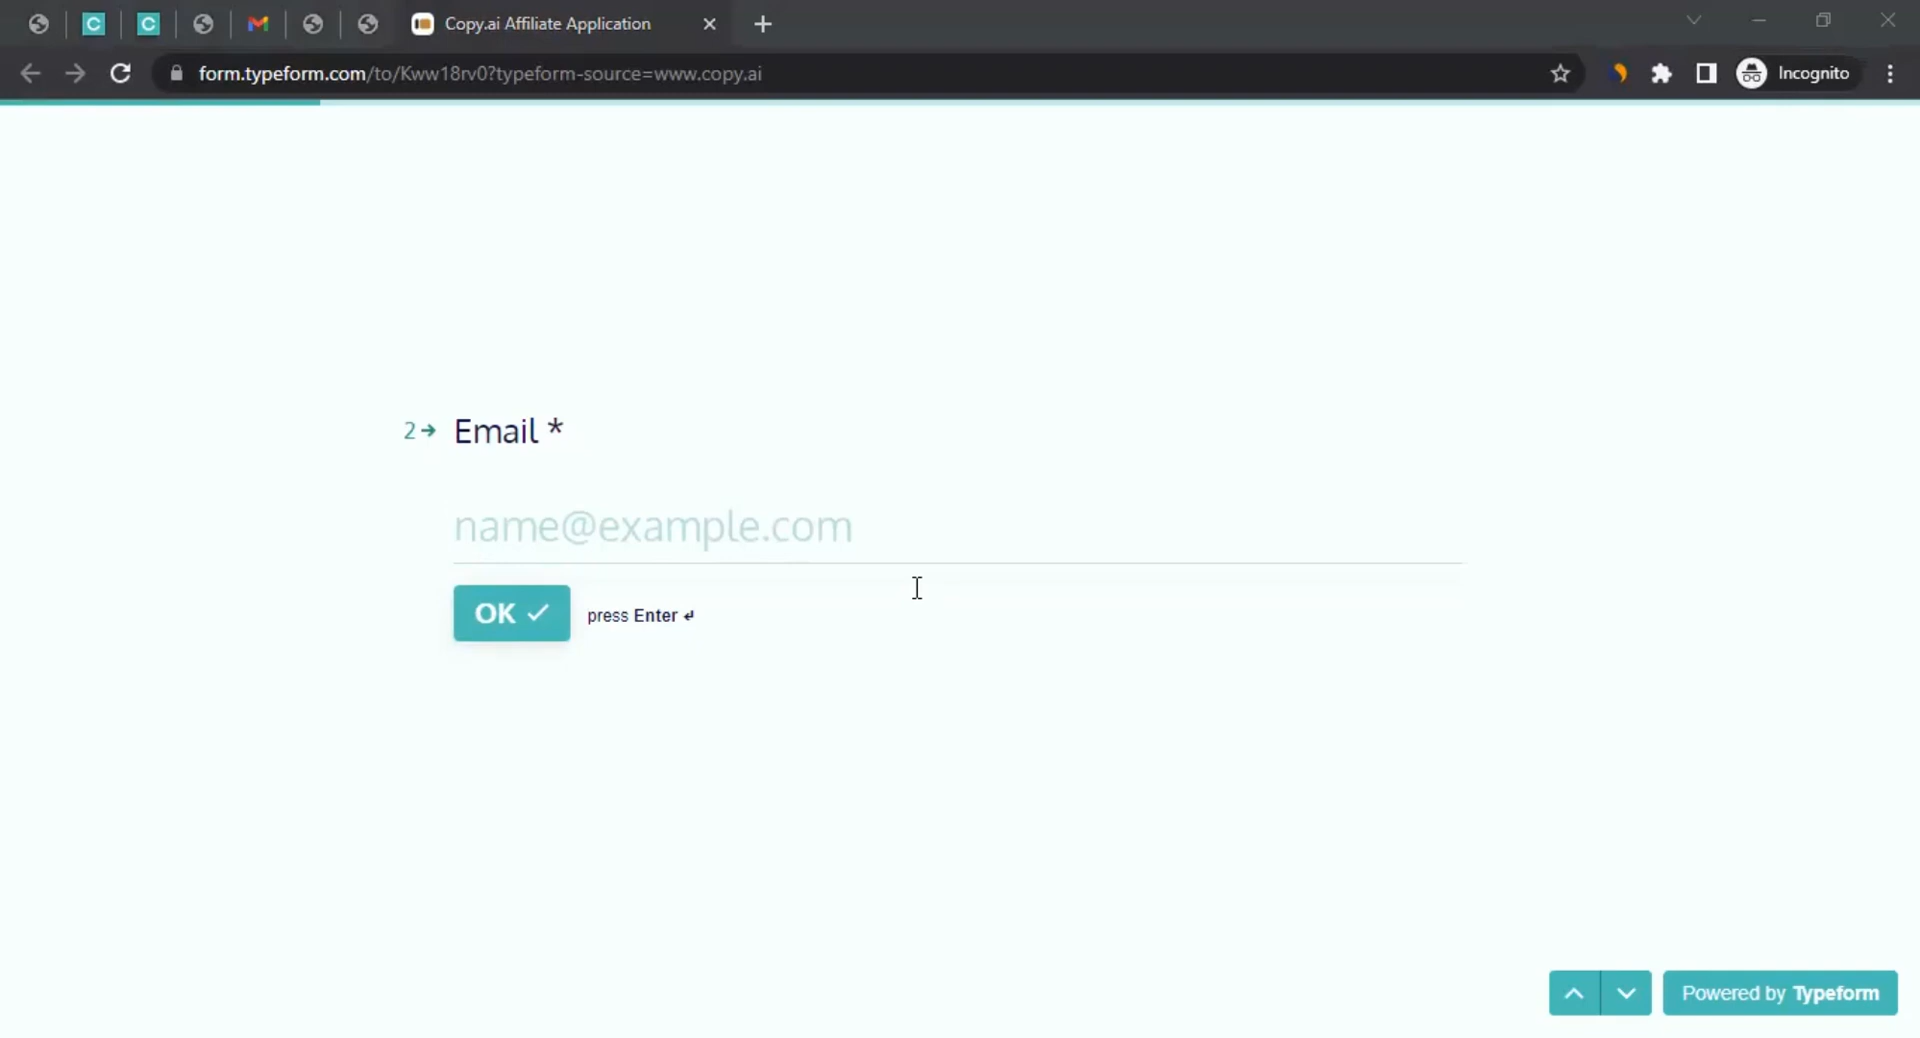 Copy.ai Affiliate Application
form.typeform.com/to/Kww18rv0?typeform-source=www.copy.ai
Incognito
2 Email *
name@example.com
OK press Enter ↵
Powered by Typeform